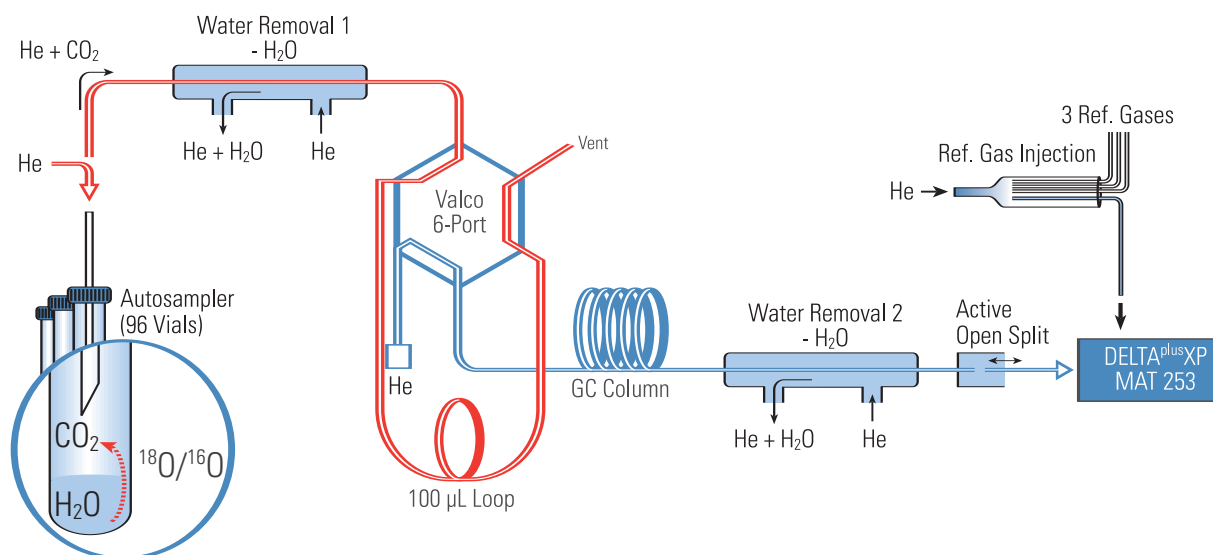 Water Removal 1
- H₂O
He + CO₂
He + H₂O
He
He
Vent
Valco
6-Port
3 Ref. Gases
Ref. Gas Injection
He
Autosampler
(96 Vials)
CO₂
¹⁸O/¹⁶O
H₂O
He
100 µL Loop
GC Column
Water Removal 2
- H₂O
He + H₂O
He
Active
Open Split
DELTAᵖˡᵘˢXP
MAT 253